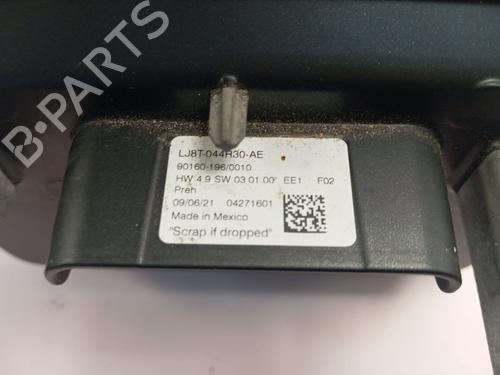 LJ8T-044H30-AE
90160-196/0010
HW 4.9 SW 03.01.00 EE1 F02
Preh
09/06/21 04271601
Made in Mexico
"Scrap if dropped"
B-PARTS